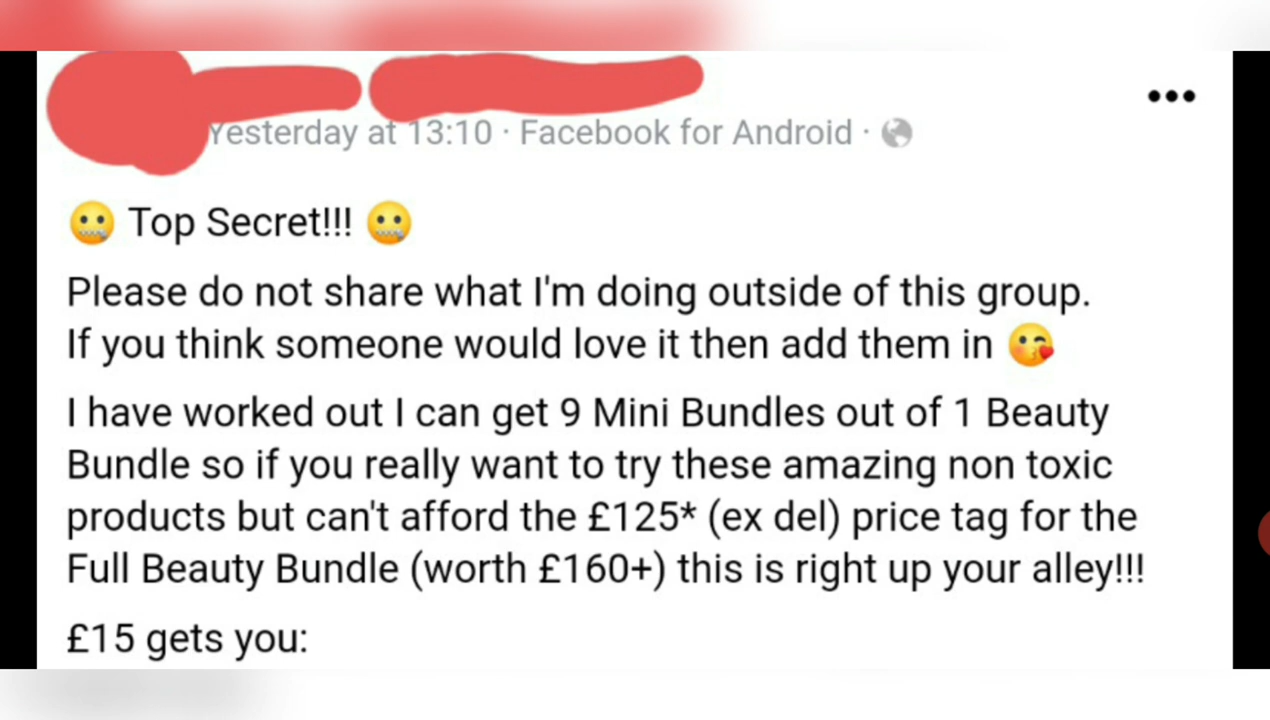 Yesterday at 13:10 · Facebook for Android ·
🤐 Top Secret!!! 🤐
Please do not share what I'm doing outside of this group.
If you think someone would love it then add them in 😘
I have worked out I can get 9 Mini Bundles out of 1 Beauty
Bundle so if you really want to try these amazing non toxic
products but can't afford the £125* (ex del) price tag for the
Full Beauty Bundle (worth £160+) this is right up your alley!!!
£15 gets you: